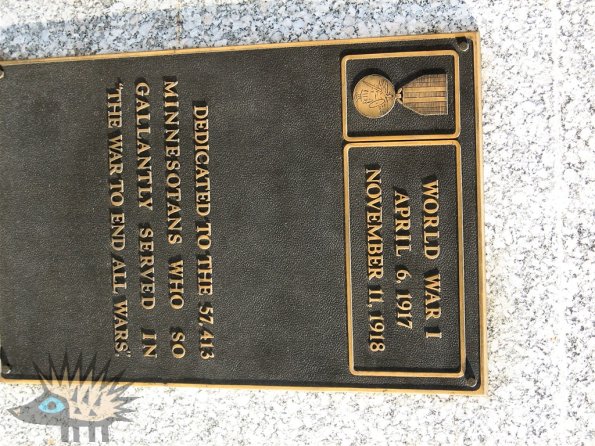 WORLD WAR I
APRIL 6, 1917
NOVEMBER 11, 1918
DEDICATED TO THE 57,413
MINNESOTANS WHO SO
GALLANTLY SERVED IN
"THE WAR TO END ALL WARS"